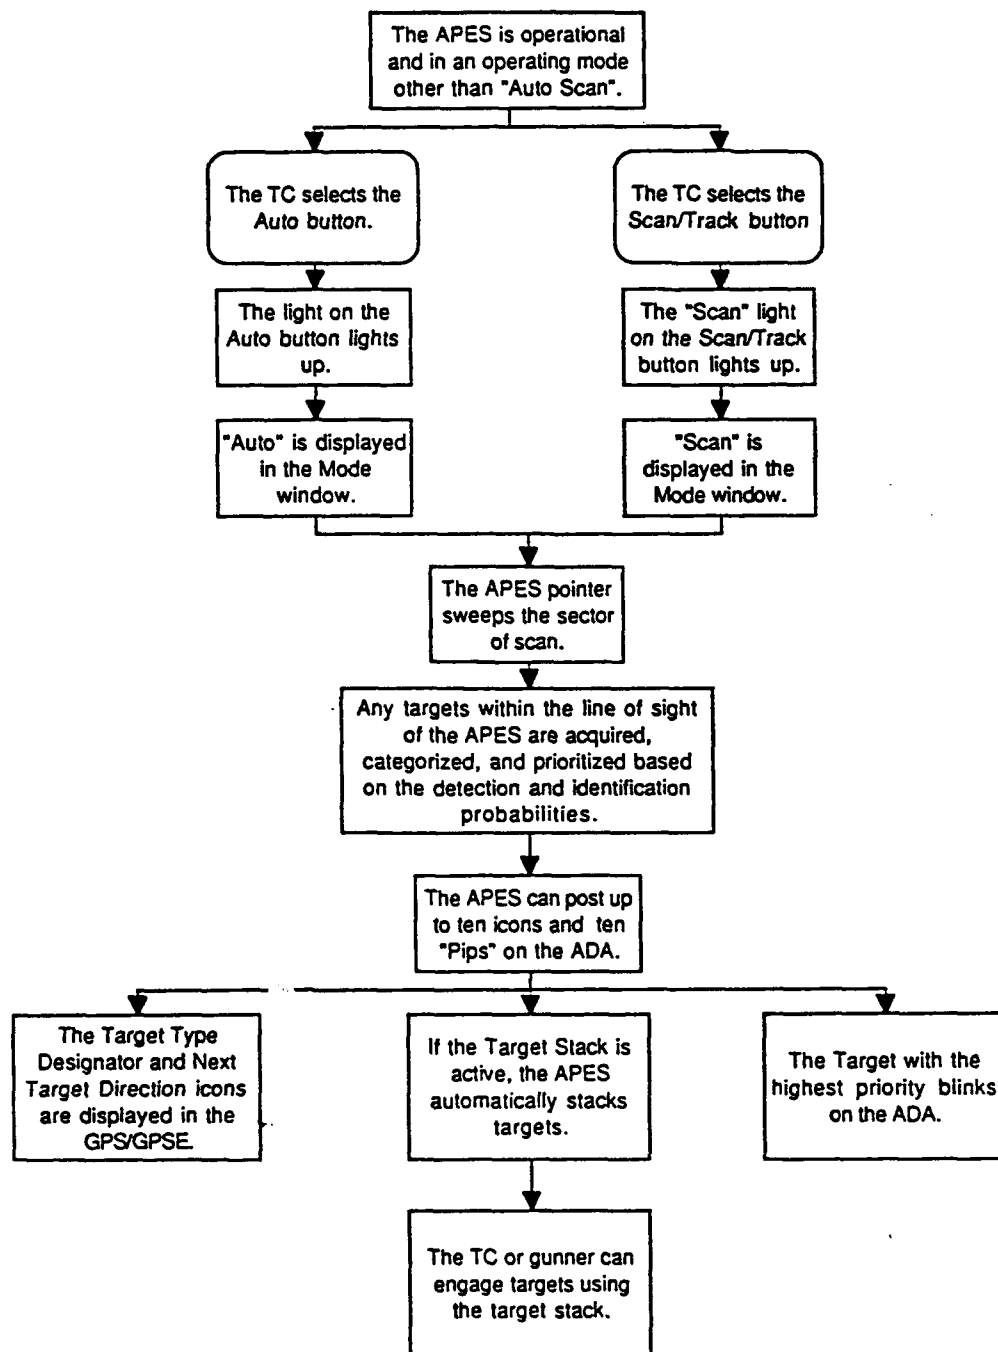 The APES is operational
and in an operating mode
other than "Auto Scan".
The TC selects the
Auto button.
The TC selects the
Scan/Track button
The light on the
Auto button lights
up.
The "Scan" light
on the Scan/Track
button lights up.
"Auto" is displayed
in the Mode
window.
"Scan" is
displayed in the
Mode window.
The APES pointer
sweeps the sector
of scan.
Any targets within the line of sight
of the APES are acquired,
categorized, and prioritized based
on the detection and identification
probabilities.
The APES can post up
to ten icons and ten
"Pips" on the ADA.
The Target Type
Designator and Next
Target Direction icons
are displayed in the
GPS/GPSE.
If the Target Stack is
active, the APES
automatically stacks
targets.
The Target with the
highest priority blinks
on the ADA.
The TC or gunner can
engage targets using
the target stack.